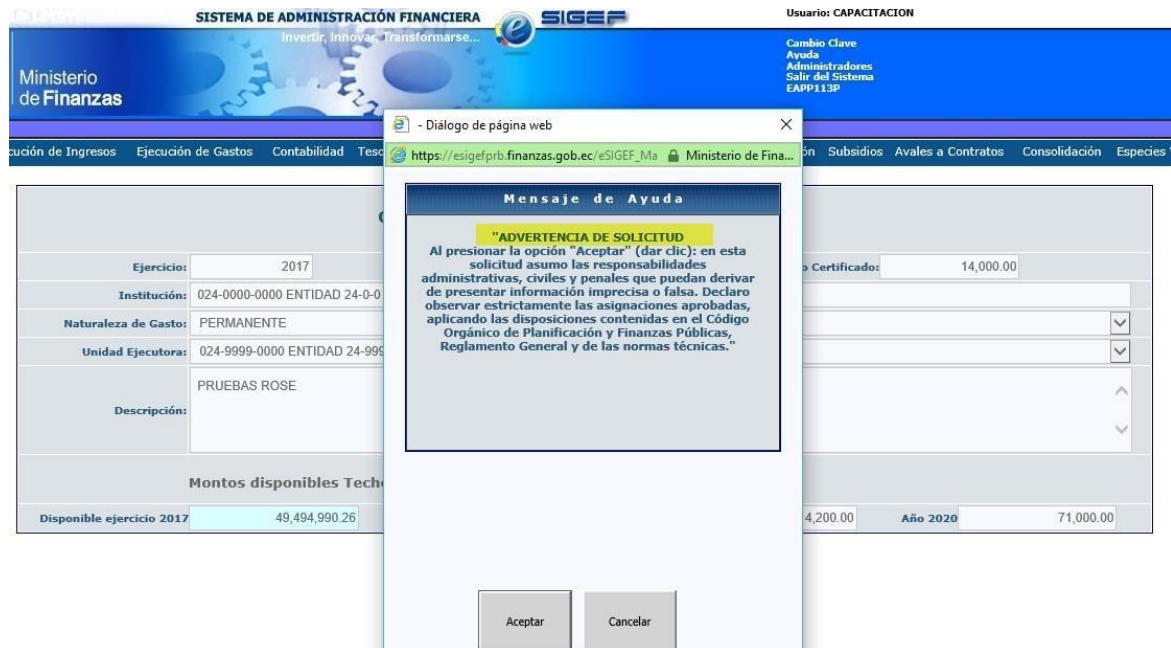 SISTEMA DE ADMINISTRACIÓN FINANCIERA
e SIGEF
Usuario: CAPACITACION
Invertir, Innovar, Transformarse...
Ministerio
de Finanzas
Cambio Clave
Ayuda
Administradores
Salir del Sistema
EAPP113P
- Diálogo de página web
Ejecución de Gastos Contabilidad
https://esigefprb.finanzas.gob.ec/eSIGEF_Ma Ministerio de Fina...
Subsidios Avales a Contratos Consolidación Especies
Mensaje de Ayuda
"ADVERTENCIA DE SOLICITUD
Al presionar la opción "Aceptar" (dar clic): en esta
solicitud asumo las responsabilidades
administrativas, civiles y penales que puedan derivar
de presentar información imprecisa o falsa. Declaro
observar estrictamente las asignaciones aprobadas,
aplicando las disposiciones contenidas en el Código
Orgánico de Planificación y Finanzas Públicas,
Reglamento General y de las normas técnicas."
Ejercicio: 2017
Certificado: 14,000.00
Institución: 024-0000-0000 ENTIDAD 24-0-0
Naturaleza de Gasto: PERMANENTE
Unidad Ejecutora: 024-9999-0000 ENTIDAD 24-999
Descripción: PRUEBAS ROSE
Montos disponibles Tech
Disponible ejercicio 2017 49,494,990.26
4,200.00 Año 2020 71,000.00
Aceptar Cancelar